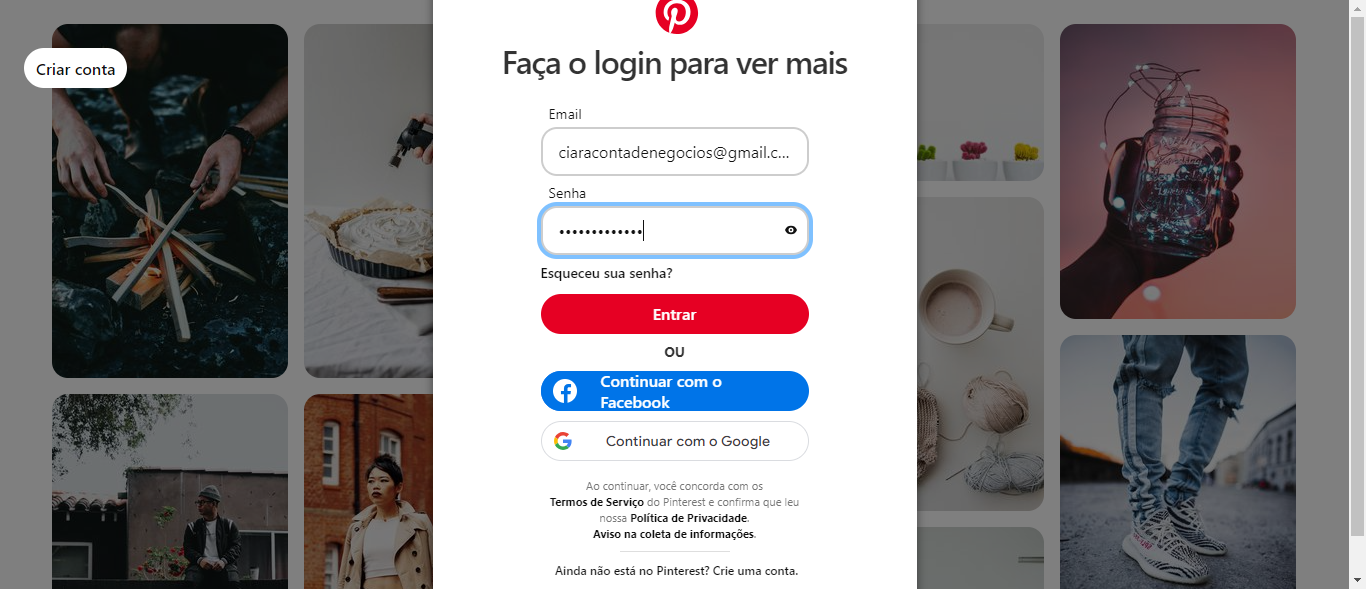 Criar conta
Faça o login para ver mais
Email
ciaracontadenegocios@gmail.c...
Senha
•••••••••••••
Esqueceu sua senha?
Entrar
OU
Continuar com o
Facebook
Continuar com o Google
Ao continuar, você concorda com os
Termos de Serviço do Pinterest e confirma que leu
nossa Política de Privacidade.
Aviso na coleta de informações.
Ainda não está no Pinterest? Crie uma conta.